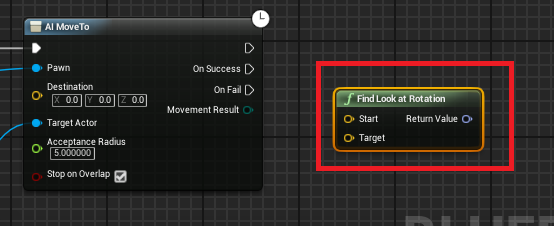 AI MoveTo
Pawn
On Success
Destination
X 0.0 Y 0.0 Z 0.0
On Fail
Movement Result
Target Actor
Acceptance Radius
5.000000
Stop on Overlap
Find Look at Rotation
Start
Return Value
Target